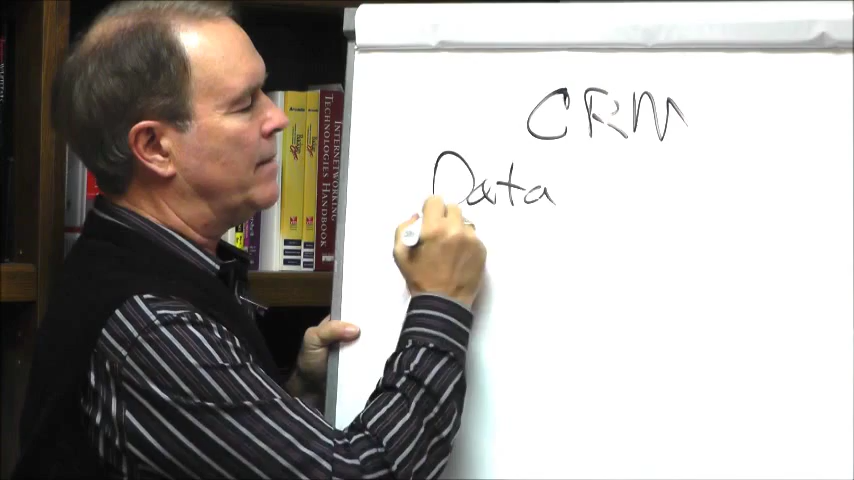 CRM
Data
INTERNETWORKING
TECHNOLOGIES HANDBOOK